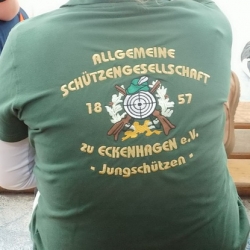 ALLGEMEINE
SCHÜTZENGESELLSCHAFT
18 57
zu ECKENHAGEN e.V.
- Jungschützen -